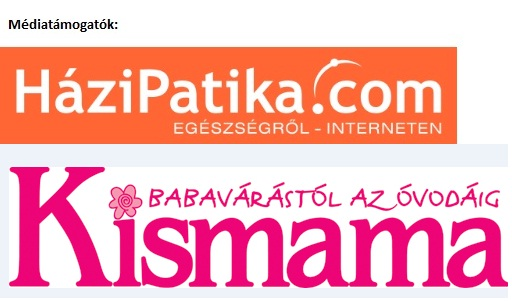 Médiatámogatók:
HáziPatika.com
EGÉSZSÉGRŐL - INTERNETEN
BABAVÁRÁSTÓL AZ ÓVODÁIG
Kismama